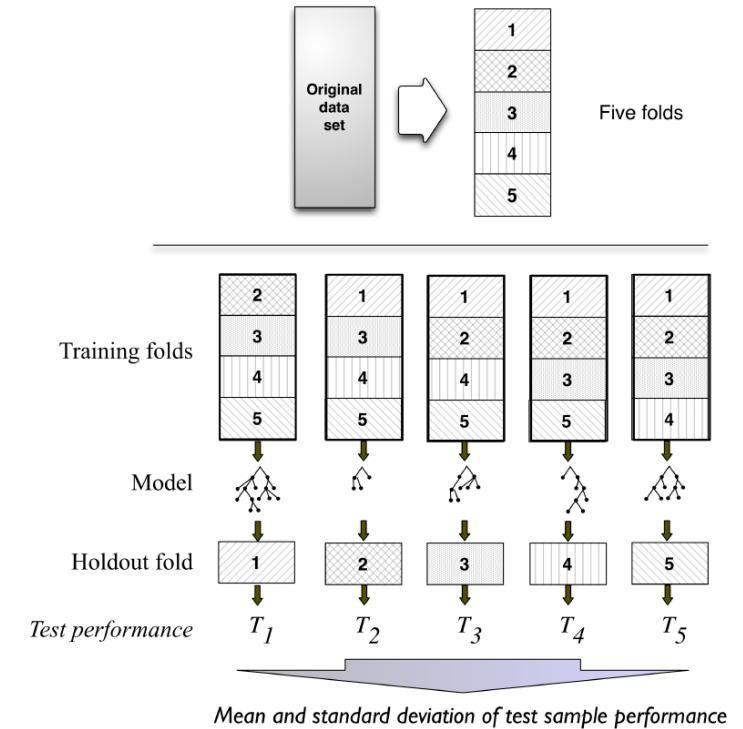 Original
data
set
1
2
3
4
5
Five folds
Training folds
2 1 1 1 1
3 3 2 2 2
4 4 4 3 3
5 5 5 5 4
Model
Holdout fold 1 2 3 4 5
Test performance T1 T2 T3 T4 T5
Mean and standard deviation of test sample performance